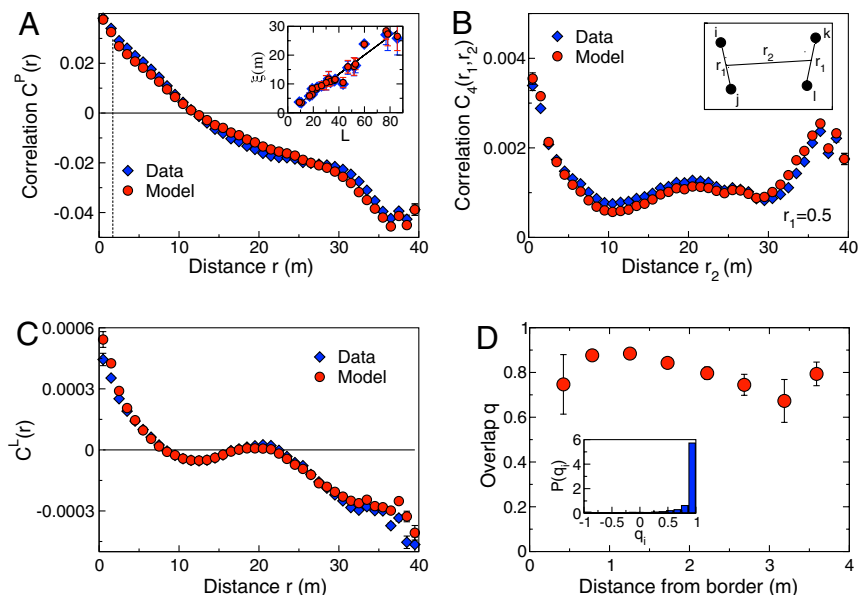 A
Correlation C^P(r)
0.02
0
-0.02
-0.04
0
10
20
30
40
Distance r (m)
Data
Model
ξ(m)
30
20
10
0
0
20
40
60
80
L
B
Correlation C_4(r_1,r_2)
0.004
0.002
0
0
10
20
30
40
Distance r_2 (m)
Data
Model
r_1=0.5
i
k
r_2
r_1
r_1
j
l
C
C^L(r)
0.0006
0.0003
0
-0.0003
0
10
20
30
40
Distance r (m)
Data
Model
D
Overlap q
1
0.8
0.6
0.4
0.2
0
0
1
2
3
4
Distance from border (m)
P(q_i)
6
4
2
0
-1
-0.5
0
0.5
1
q_i